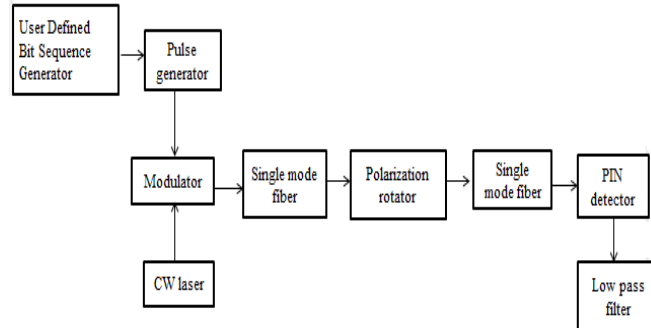 User Defined
Bit Sequence
Generator
Pulse
generator
Modulator
Single mode
fiber
Polarization
rotator
Single
mode fiber
PIN
detector
CW laser
Low pass
filter